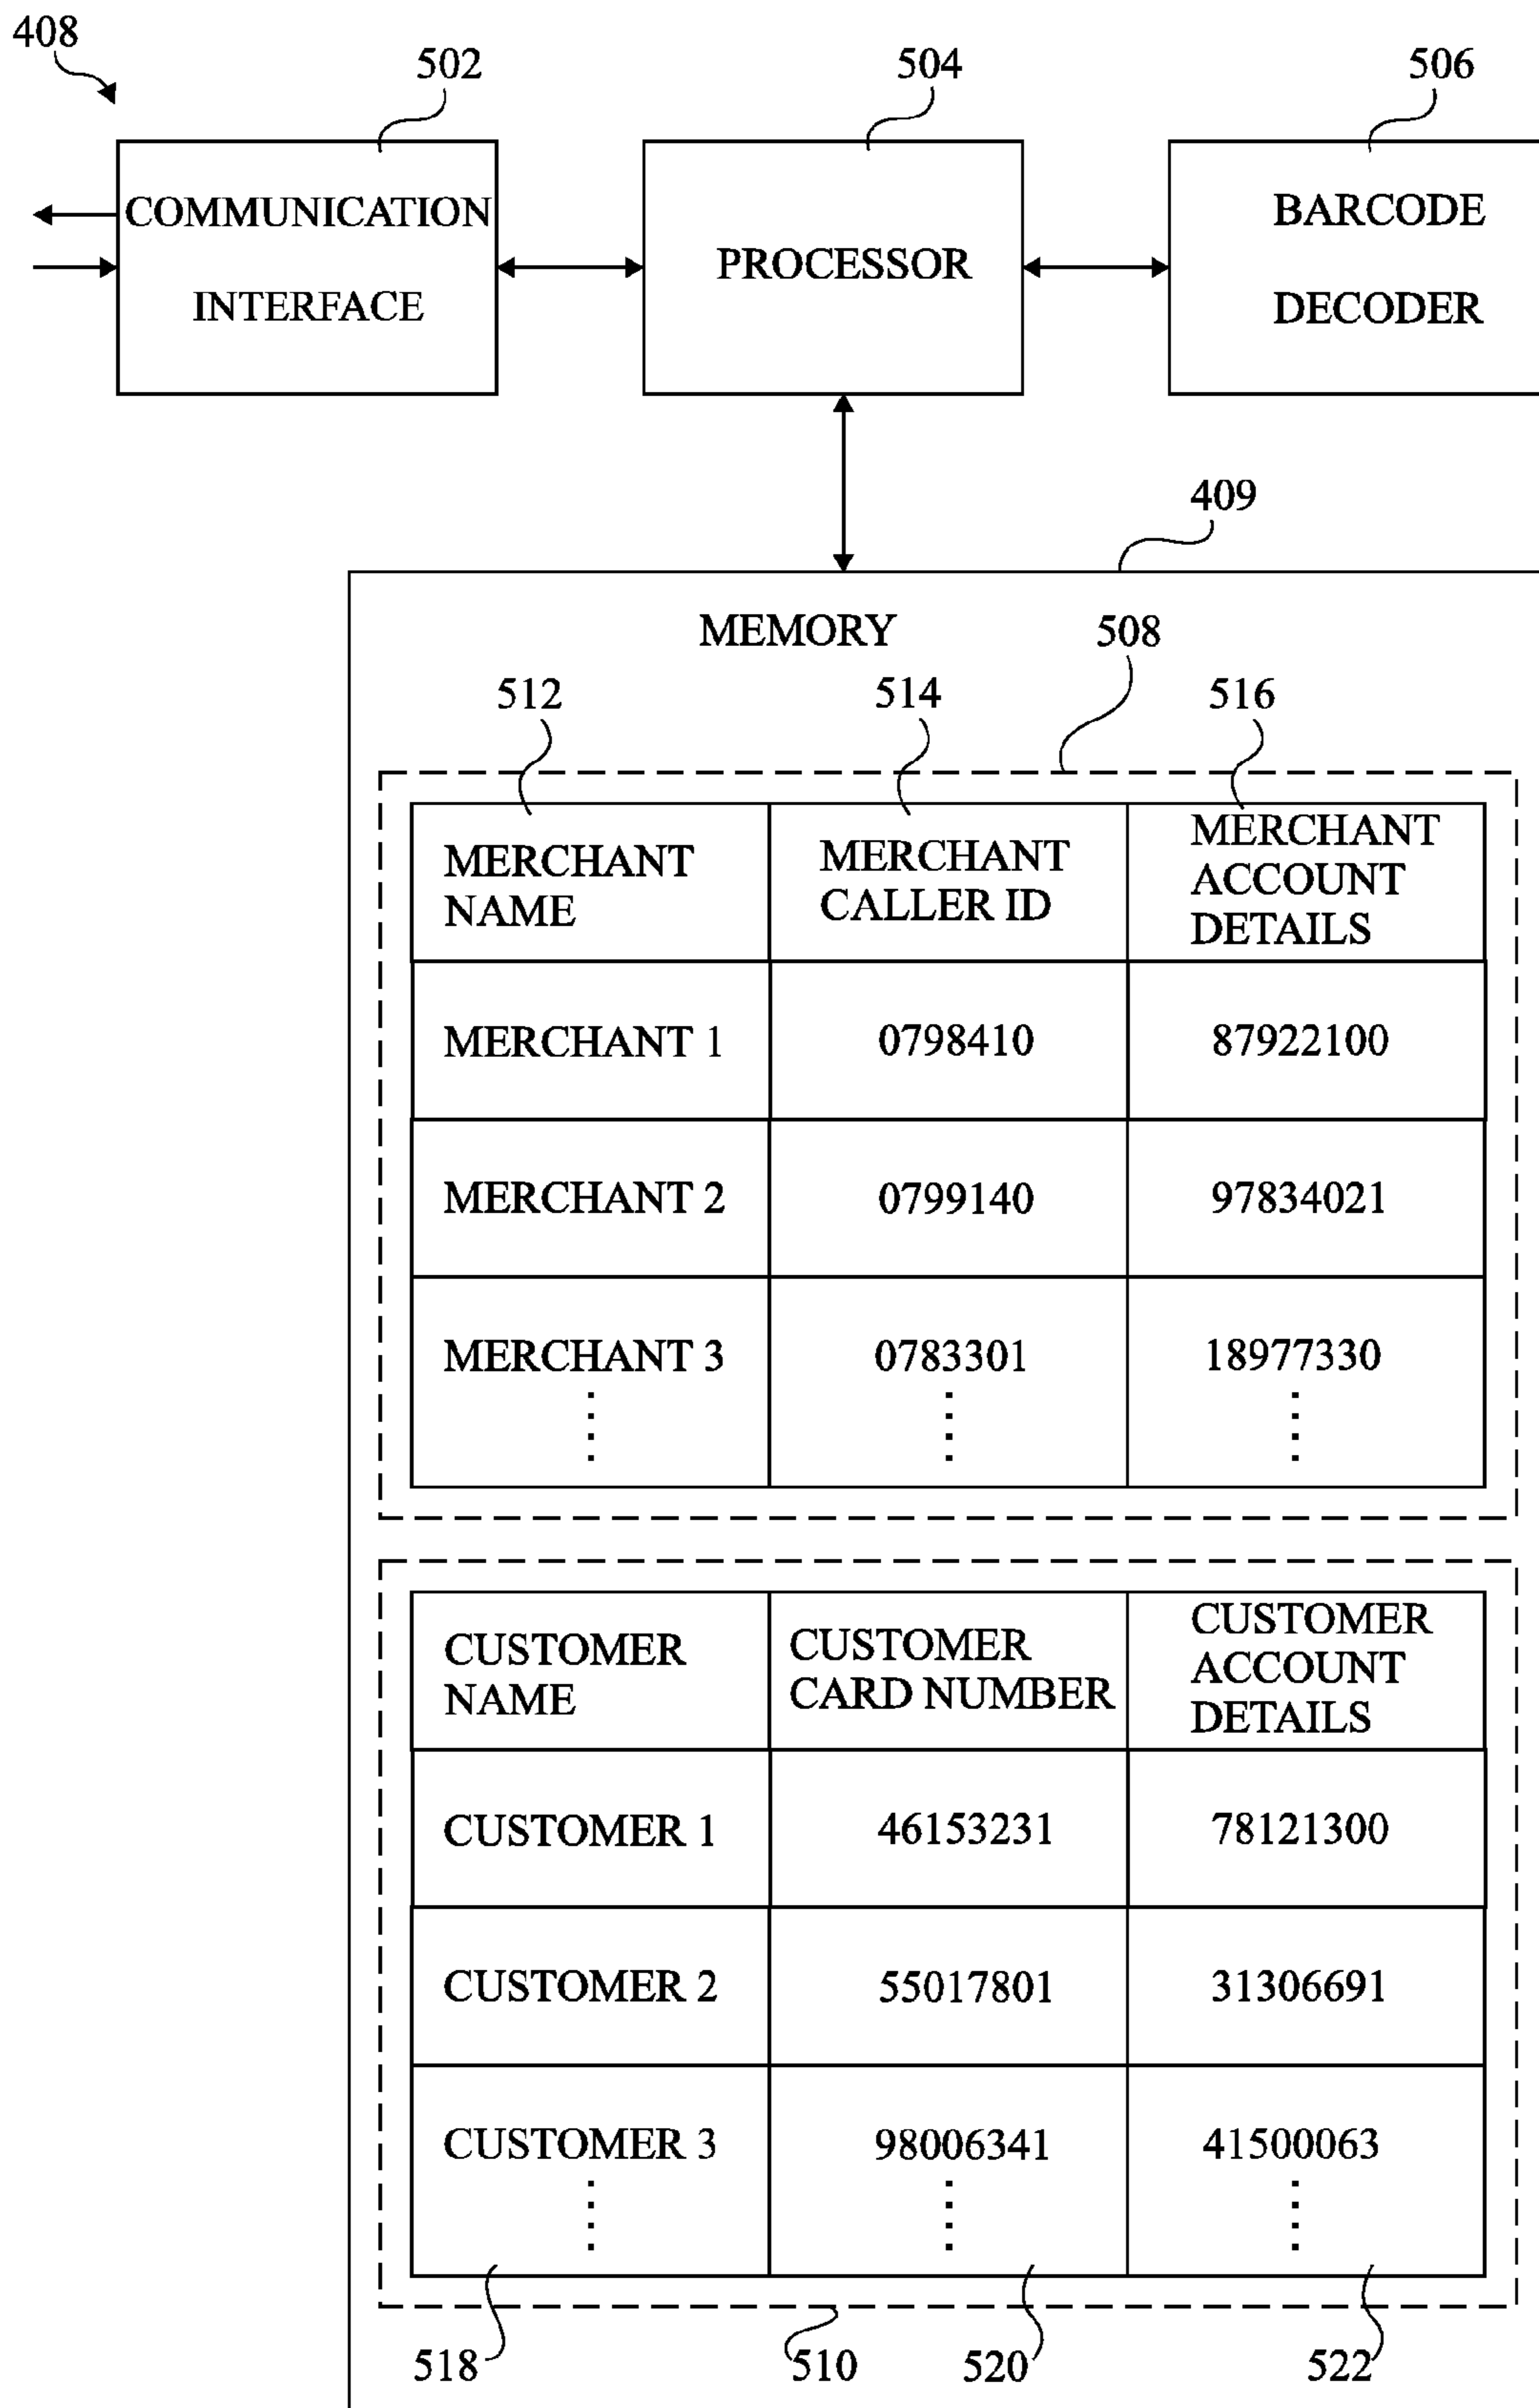 408
502
504
506
COMMUNICATION
INTERFACE
PROCESSOR
BARCODE
DECODER
409
MEMORY
508
512
514
516
MERCHANT
NAME
MERCHANT
CALLER ID
MERCHANT
ACCOUNT
DETAILS
MERCHANT 1
0798410
87922100
MERCHANT 2
0799140
97834021
MERCHANT 3
0783301
18977330
CUSTOMER
NAME
CUSTOMER
CARD NUMBER
CUSTOMER
ACCOUNT
DETAILS
CUSTOMER 1
46153231
78121300
CUSTOMER 2
55017801
31306691
CUSTOMER 3
98006341
41500063
518
510
520
522